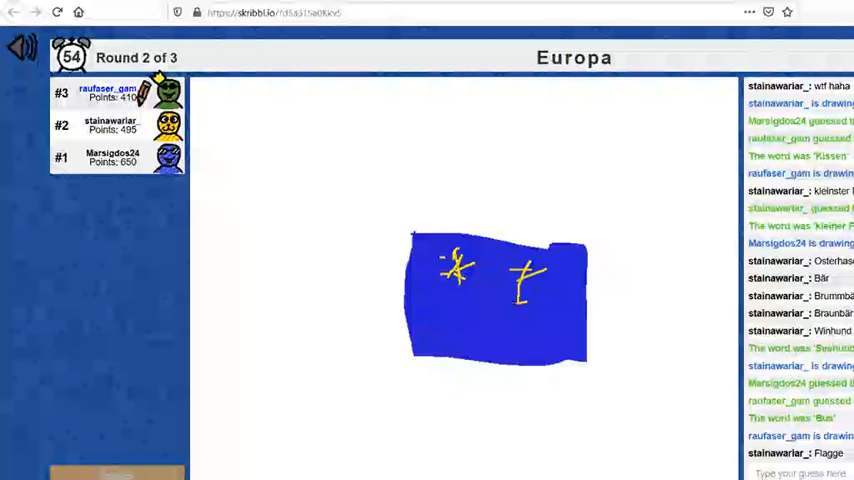 https://skribbl.io/?d5a315a0Kkv5
54
Round 2 of 3
Europa
#3
raufaser_gam
Points: 410
#2
stainawariar_
Points: 495
#1
Marsigdos24
Points: 650
stainawariar_: wtf haha
stainawariar_ is drawing
Marsigdos24 guessed t
raufaser_gam guessed
The word was 'Kissen'
raufaser_gam is drawin
stainawariar_: kleinster
stainawariar_ guessed
The word was 'kleiner F
Marsigdos24 is drawing
stainawariar_: Osterhase
stainawariar_: Bär
stainawariar_: Brummbä
stainawariar_: Braunbär
stainawariar_: Winhund
The word was 'Seehund
stainawariar_ is drawing
Marsigdos24 guessed t
raufaser_gam guessed
The word was 'Bus'
raufaser_gam is drawin
stainawariar_: Flagge
Type your guess here